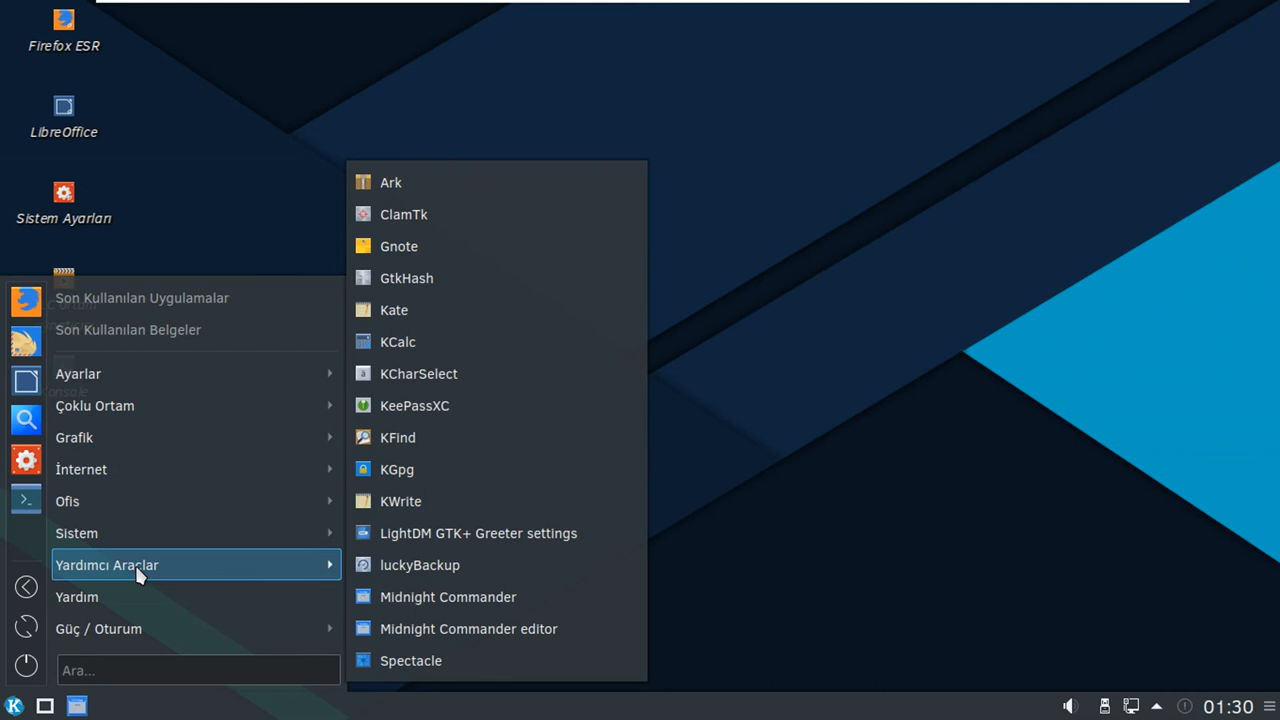 Firefox ESR
LibreOffice
Sistem Ayarları
Son Kullanılan Uygulamalar
Son Kullanılan Belgeler
Ayarlar
Çoklu Ortam
Grafik
İnternet
Ofis
Sistem
Yardımcı Araçlar
Yardım
Güç / Oturum
Ara...
Ark
ClamTk
Gnote
GtkHash
Kate
KCalc
KCharSelect
KeePassXC
KFind
KGpg
KWrite
LightDM GTK+ Greeter settings
luckyBackup
Midnight Commander
Midnight Commander editor
Spectacle
01:30